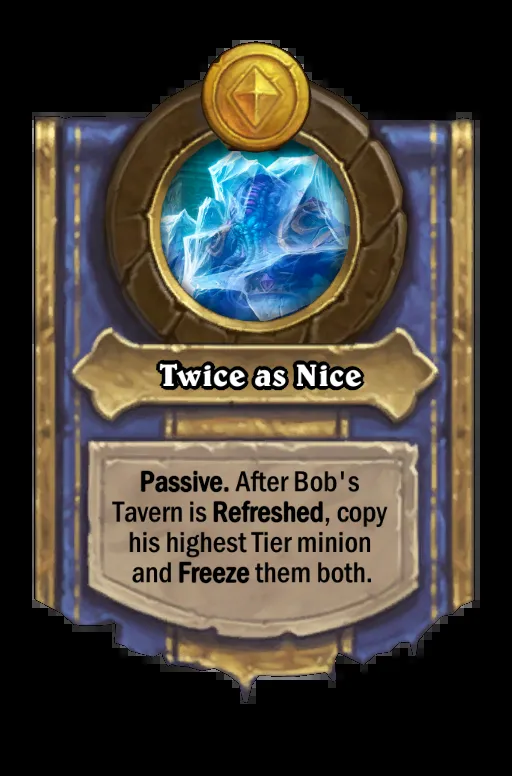 Twice as Nice
Passive. After Bob's
Tavern is Refreshed, copy
his highest Tier minion
and Freeze them both.